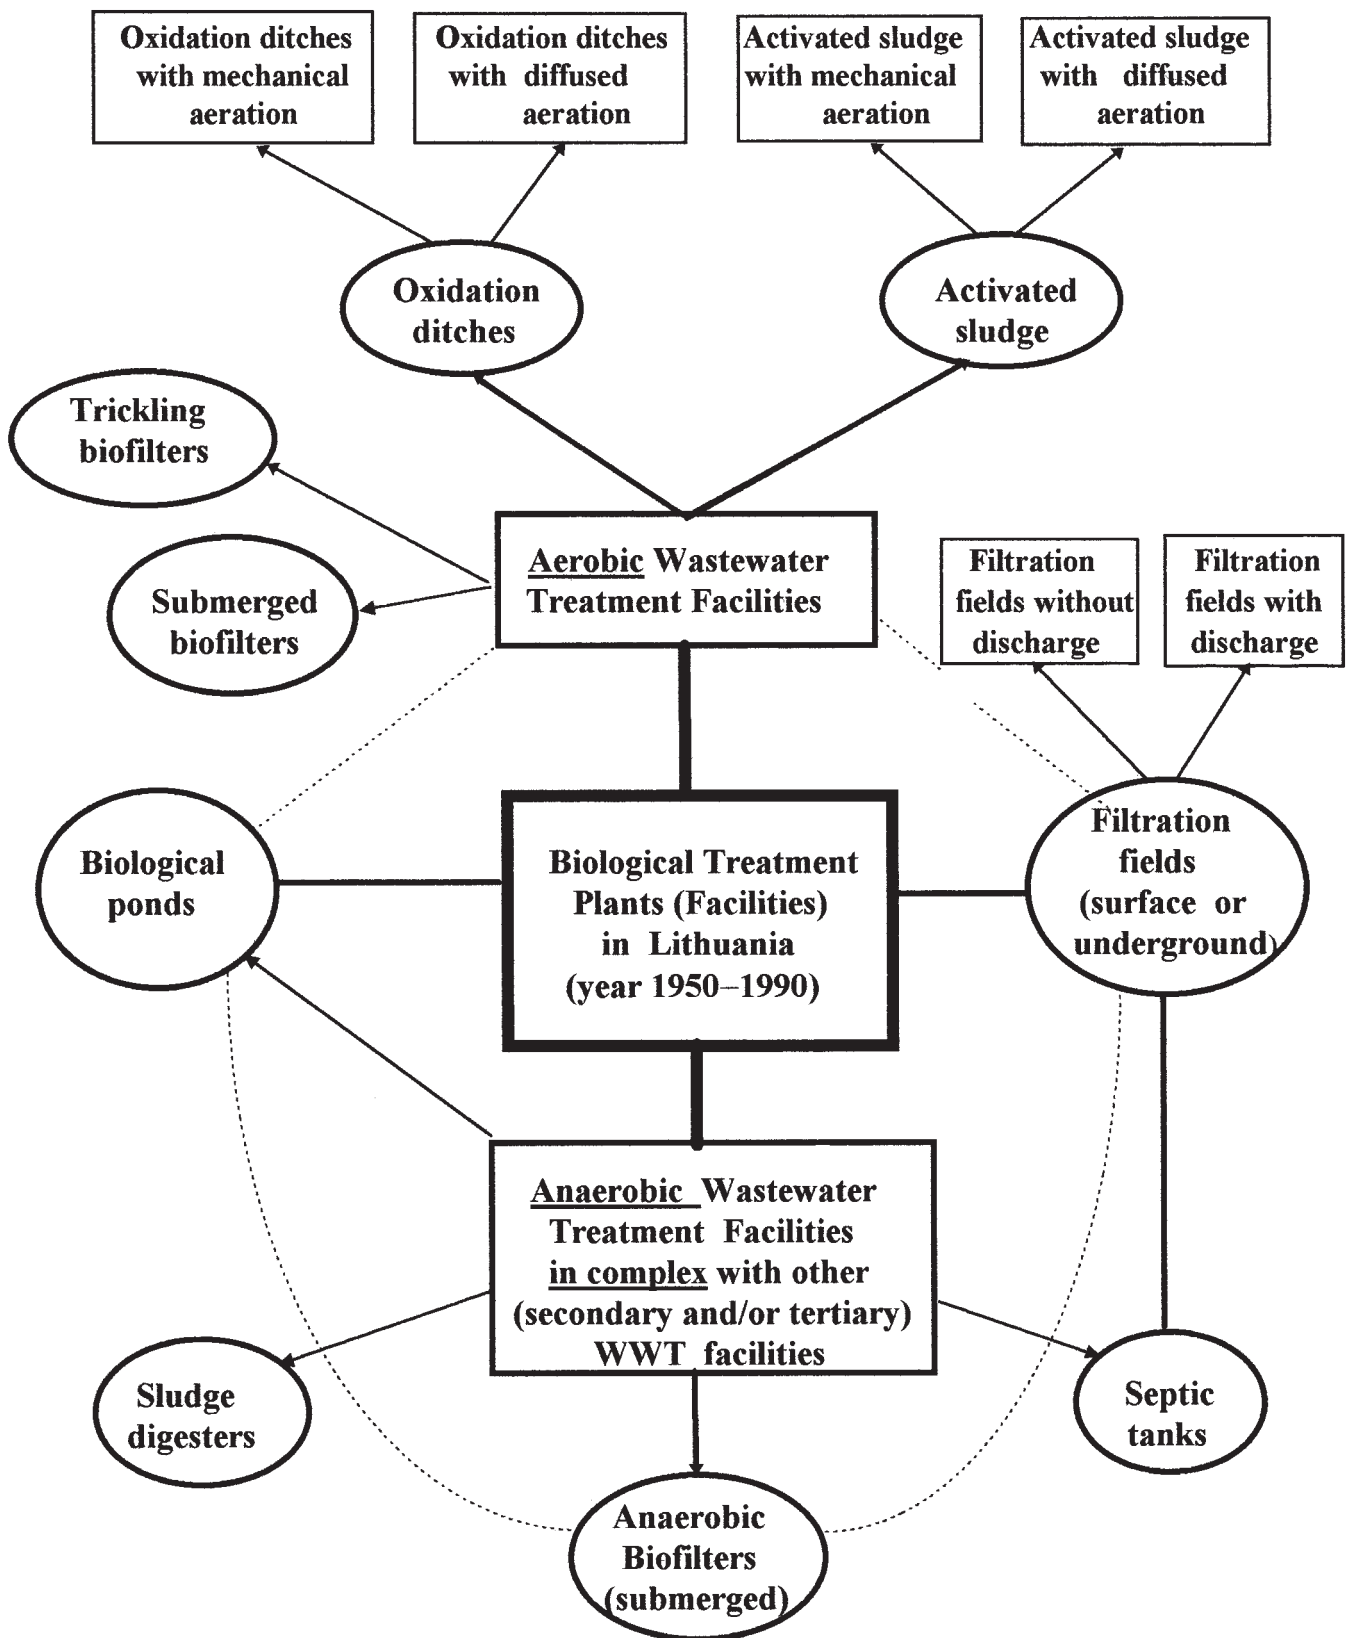 Oxidation ditches
with mechanical
aeration
Oxidation ditches
with diffused
aeration
Activated sludge
with mechanical
aeration
Activated sludge
with diffused
aeration
Oxidation
ditches
Activated
sludge
Trickling
biofilters
Submerged
biofilters
Aerobic Wastewater
Treatment Facilities
Filtration
fields without
discharge
Filtration
fields with
discharge
Biological
ponds
Biological Treatment
Plants (Facilities)
in Lithuania
(year 1950–1990)
Filtration
fields
(surface or
underground)
Anaerobic Wastewater
Treatment Facilities
in complex with other
(secondary and/or tertiary)
WWT facilities
Sludge
digesters
Septic
tanks
Anaerobic
Biofilters
(submerged)